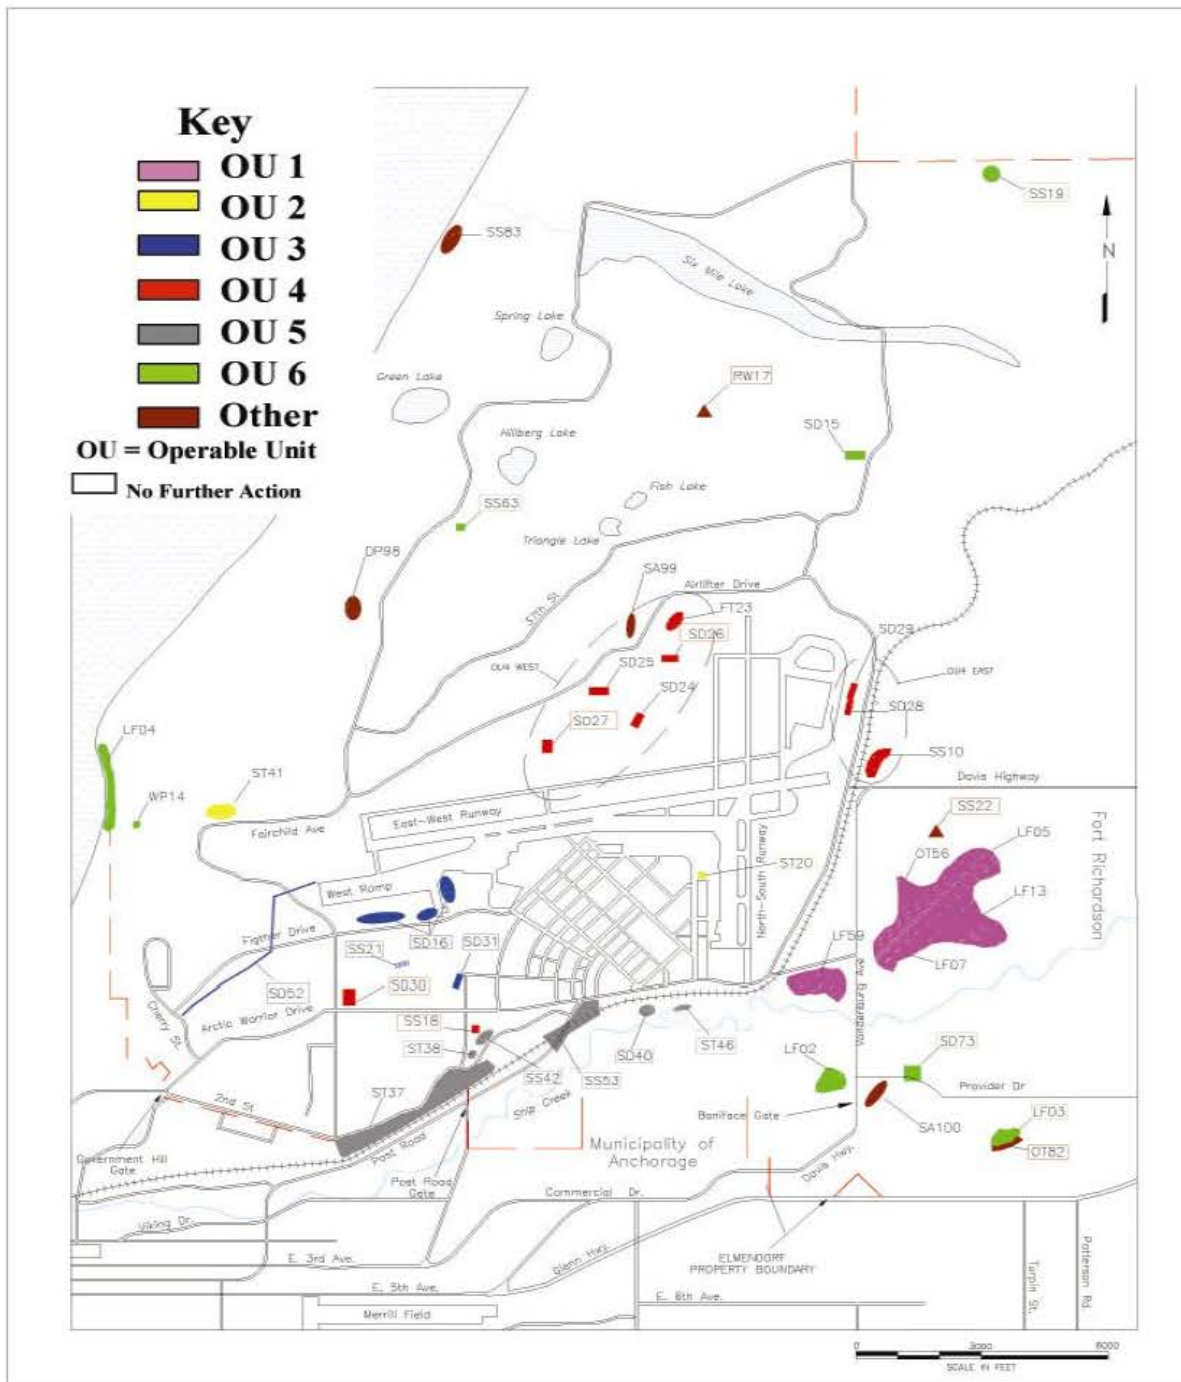 Key
OU 1
OU 2
OU 3
OU 4
OU 5
OU 6
Other
OU = Operable Unit
No Further Action
SS19
N
SS83
Six Mile Lake
Spring Lake
Green Lake
RW17
Hillberg Lake
SD15
Fish Lake
SS63
Triangle Lake
DP98
SA99
Airlifter Drive
57th St
FT23
SD26
SD29
OU4 WEST
SD25
OU4 EAST
SD24
SD28
SD27
LF04
SS10
ST41
Davis Highway
WP14
SS22
East-West Runway
Fairchild Ave
LF05
OT56
Fort Richardson
ST20
North-South Runway
West Ramp
LF13
Figther Drive
SD16
SD31
SS21
LF59
LF07
SD52
SD30
Vandenburg Ave
Arctic Warrior Drive
Cherry St.
SS18
ST38
SD40
ST46
LF02
SD73
SS42
SS53
ST37
Provider Dr
2nd St
Ship Creek
Boniface Gate
SA100
LF03
Post Road
Municipality of
Anchorage
OT82
Government Hill
Gate
Davis Hwy.
Post Road
Gate
Commercial Dr.
Viking Dr.
E. 3rd Ave.
Glenn Hwy.
ELMENDORF
PROPERTY BOUNDARY
Turpin St.
Patterson Rd.
E. 5th Ave.
E. 6th Ave.
Merrill Field
0 3000 6000
SCALE IN FEET